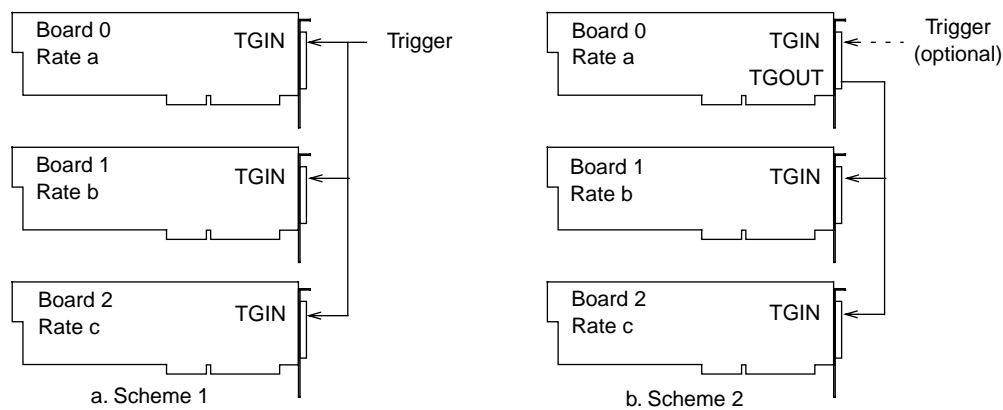 Board 0
Rate a
TGIN
Trigger
Board 1
Rate b
TGIN
Board 2
Rate c
TGIN
a. Scheme 1
Board 0
Rate a
TGIN
TGOUT
Trigger
(optional)
Board 1
Rate b
TGIN
Board 2
Rate c
TGIN
b. Scheme 2